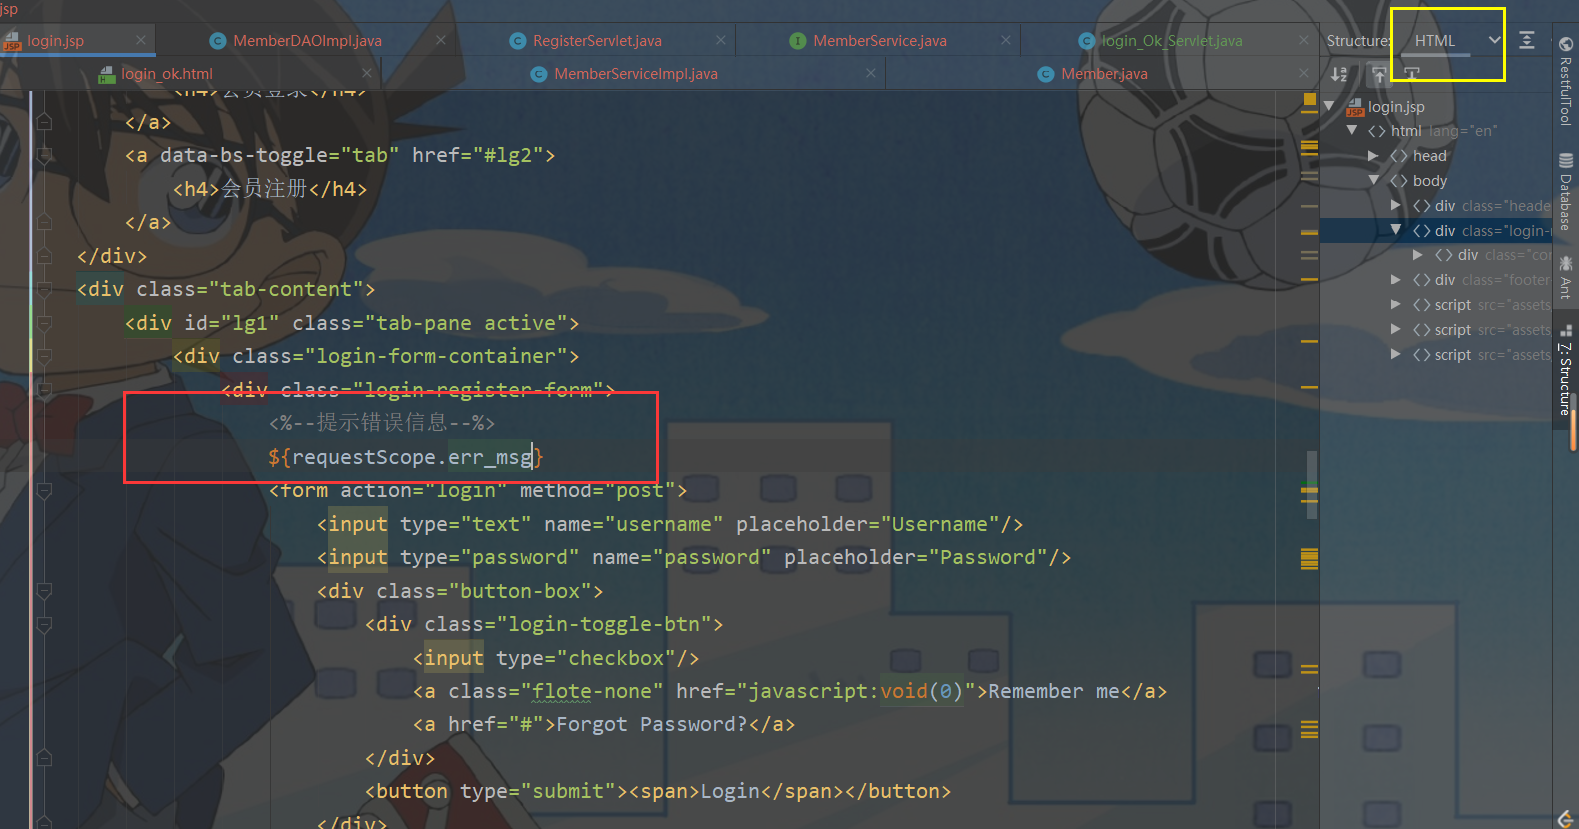 jsp
login.jsp MemberDAOImpl.java RegisterServlet.java MemberService.java login_Ok_Servlet.java Structure: HTML
login_ok.html MemberServiceImpl.java Member.java
<h4>会员登录</h4>
</a>
<a data-bs-toggle="tab" href="#lg2">
<h4>会员注册</h4>
</a>
</div>
<div class="tab-content">
<div id="lg1" class="tab-pane active">
<div class="login-form-container">
<div class="login-register-form">
<%--提示错误信息--%>
${requestScope.err_msg}
<form action="login" method="post">
<input type="text" name="username" placeholder="Username"/>
<input type="password" name="password" placeholder="Password"/>
<div class="button-box">
<div class="login-toggle-btn">
<input type="checkbox"/>
<a class="flote-none" href="javascript:void(0)">Remember me</a>
<a href="#">Forgot Password?</a>
</div>
<button type="submit"><span>Login</span></button>
</div>
login.jsp
html lang="en"
head
body
div class="heade
div class="login-r
div class="con
div class="footer
script src="assets
script src="assets
script src="assets
RestfulTool
Database
Ant
7: Structure